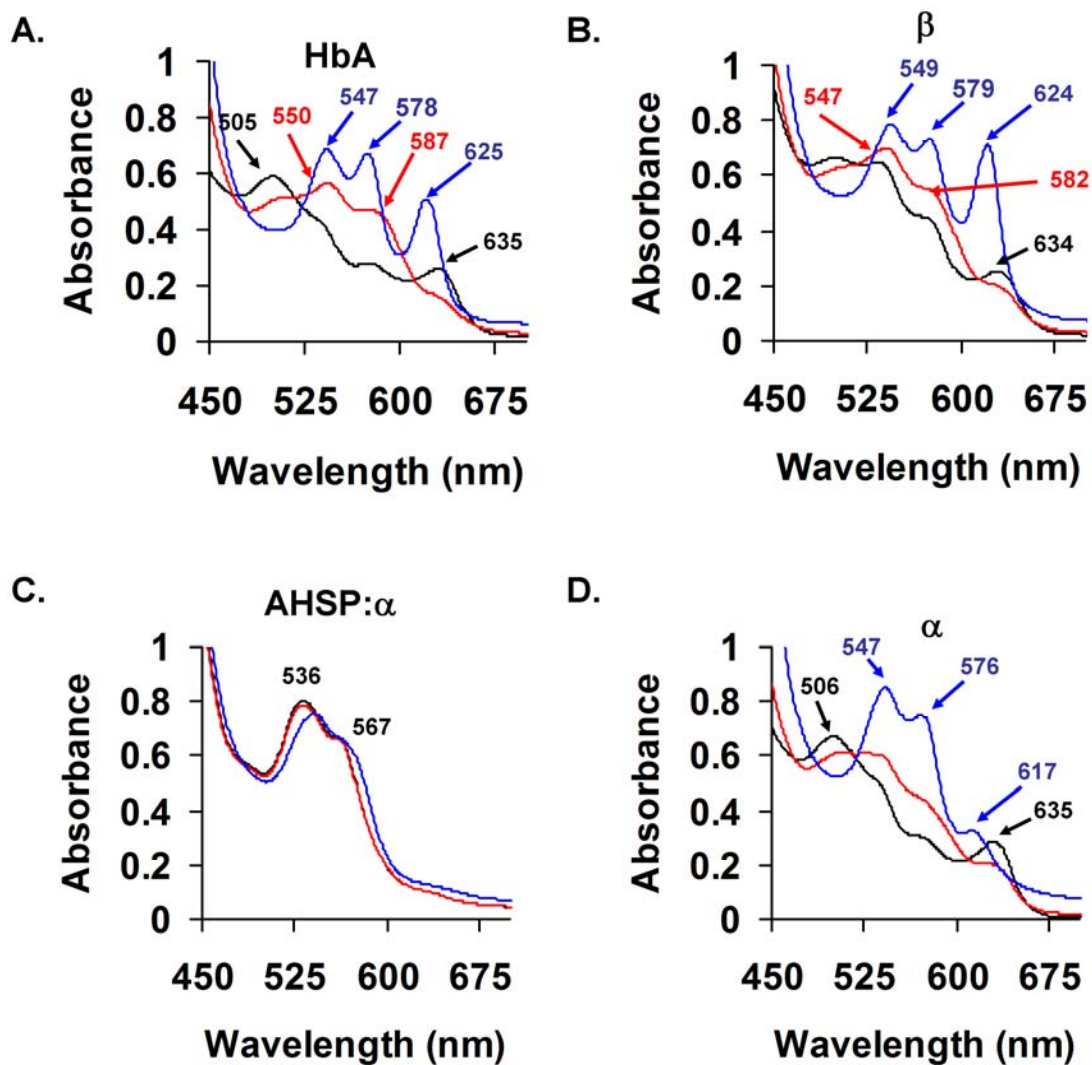 A.
HbA
Absorbance
1
0.8
0.6
0.4
0.2
0
505
550
547
578
587
625
635
450 525 600 675
Wavelength (nm)
B.
β
Absorbance
1
0.8
0.6
0.4
0.2
0
547
549
579
624
582
634
450 525 600 675
Wavelength (nm)
C.
AHSP:α
Absorbance
1
0.8
0.6
0.4
0.2
0
536
567
450 525 600 675
Wavelength (nm)
D.
α
Absorbance
1
0.8
0.6
0.4
0.2
0
506
547
576
617
635
450 525 600 675
Wavelength (nm)